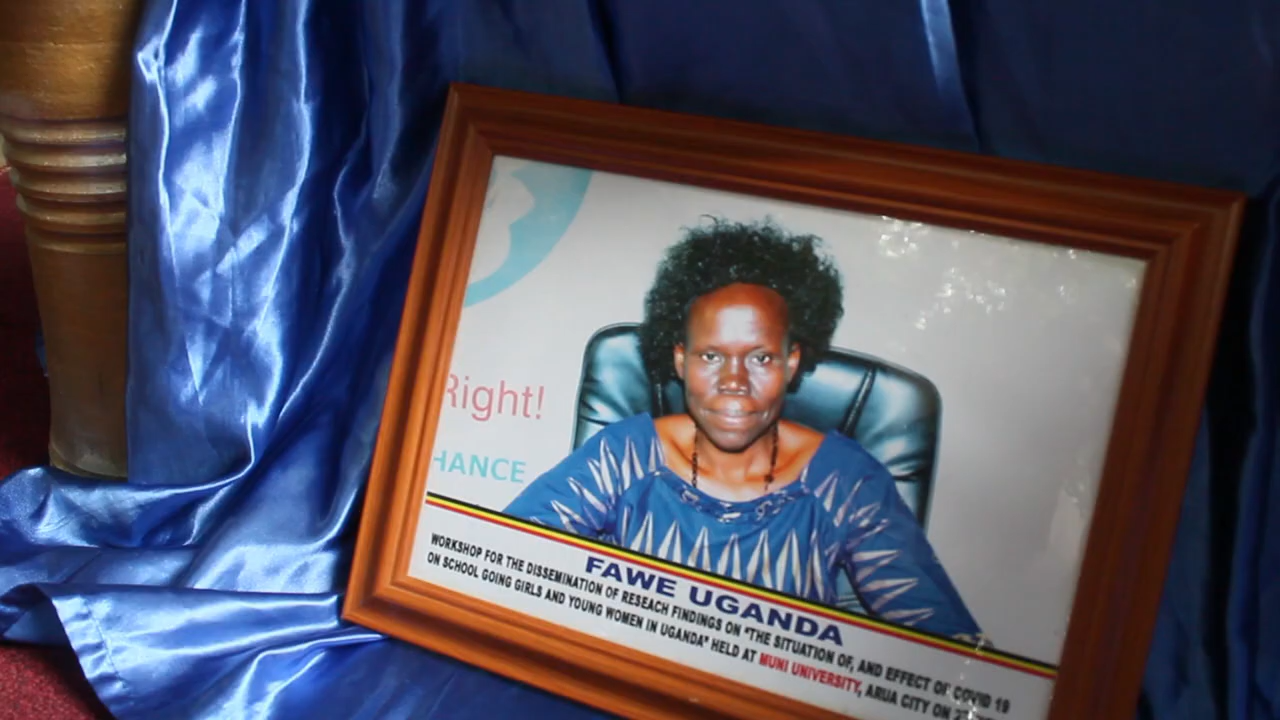 Right!
HANCE
FAWE UGANDA
WORKSHOP FOR THE DISSEMINATION OF RESEACH FINDINGS ON "THE SITUATION OF, AND EFFECT OF COVID 19
ON SCHOOL GOING GIRLS AND YOUNG WOMEN IN UGANDA" HELD AT MUNI UNIVERSITY, ARUA CITY ON